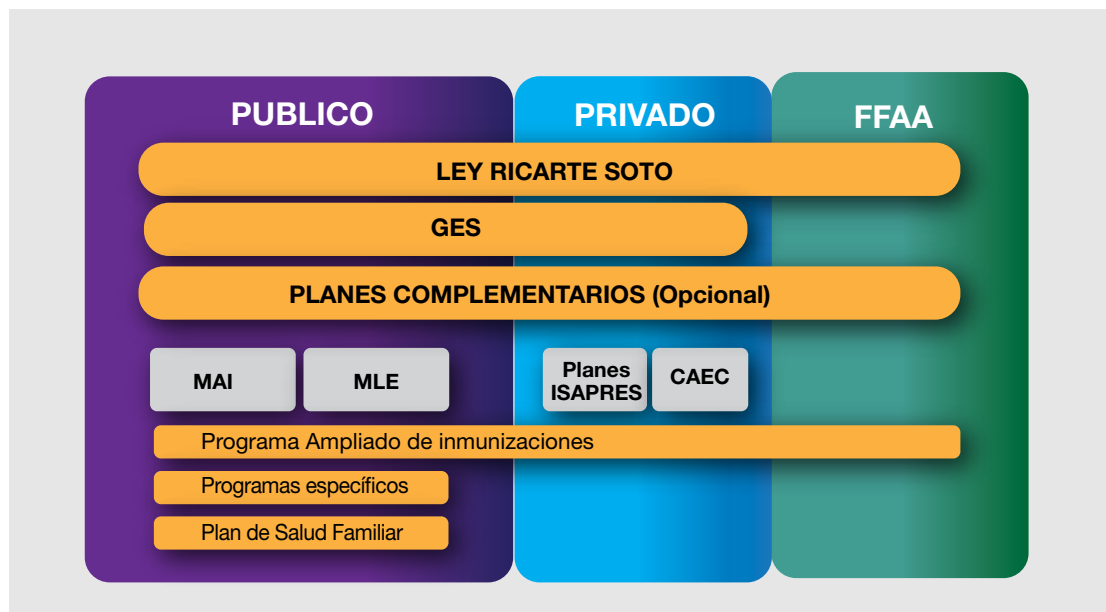 PUBLICO
PRIVADO
FFAA
LEY RICARTE SOTO
GES
PLANES COMPLEMENTARIOS (Opcional)
MAI
MLE
Planes
ISAPRES
CAEC
Programa Ampliado de inmunizaciones
Programas específicos
Plan de Salud Familiar